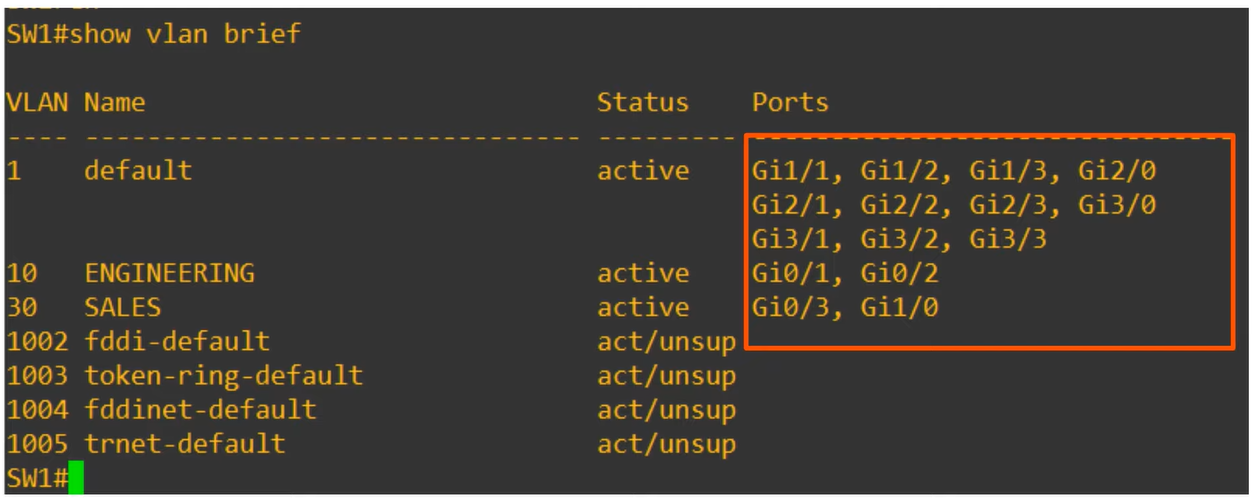 SW1#show vlan brief
VLAN Name Status Ports
---- -------------------------------- --------- -------------------------------
1 default active Gi1/1, Gi1/2, Gi1/3, Gi2/0
Gi2/1, Gi2/2, Gi2/3, Gi3/0
Gi3/1, Gi3/2, Gi3/3
10 ENGINEERING active Gi0/1, Gi0/2
30 SALES active Gi0/3, Gi1/0
1002 fddi-default act/unsup
1003 token-ring-default act/unsup
1004 fddinet-default act/unsup
1005 trnet-default act/unsup
SW1#